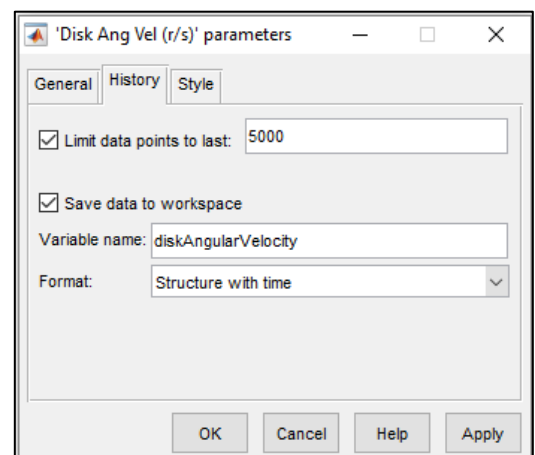 'Disk Ang Vel (r/s)' parameters
General History Style
Limit data points to last: 5000
Save data to workspace
Variable name: diskAngularVelocity
Format: Structure with time
OK Cancel Help Apply